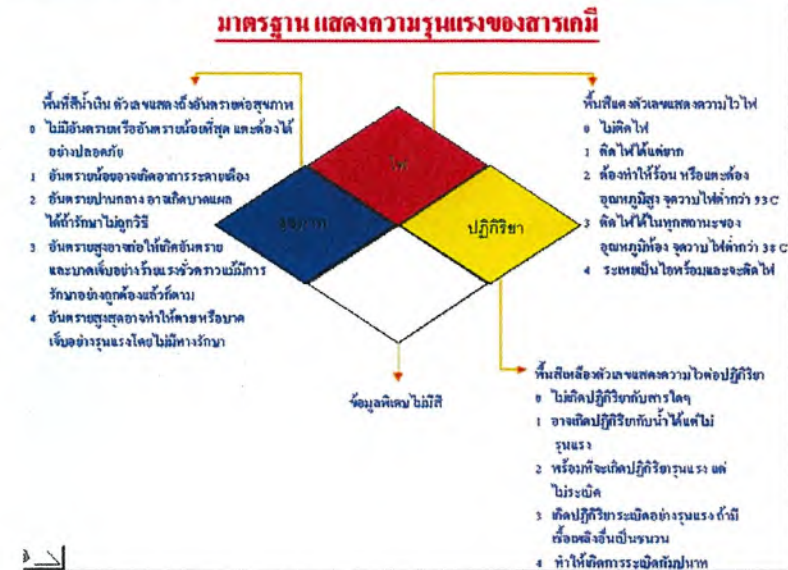 มาตรฐาน แสดงความรุนแรงของสารเคมี
พื้นที่สีน้ำเงิน ตัวเลขแสดงถึงอันตรายต่อสุขภาพ
0 ไม่มีอันตรายหรืออันตรายน้อยที่สุด แตะต้องได้
อย่างปลอดภัย
1 อันตรายน้อยอาจเกิดอาการระคายเคือง
2 อันตรายปานกลาง อาจเกิดบาดแผล
ได้ถ้ารักษาไม่ถูกวิธี
3 อันตรายสูงอาจก่อให้เกิดอันตราย
และบาดเจ็บอย่างร้ายแรงชั่วคราวแม้มีการ
รักษาอย่างถูกต้องแล้วก็ตาม
4 อันตรายสูงสุดอาจทำให้ตายหรือบาด
เจ็บอย่างรุนแรงโดยไม่มีทางรักษา
ไฟ
สุขภาพ
ปฏิกิริยา
พื้นสีแดงตัวเลขแสดงความไวไฟ
0 ไม่ติดไฟ
1 ติดไฟได้แต่ยาก
2 ต้องทำให้ร้อน หรือแตะต้อง
อุณหภูมิสูง จุดวาบไฟต่ำกว่า 93 C
3 ติดไฟได้ในทุกสถานะของ
อุณหภูมิห้อง จุดวาบไฟต่ำกว่า 38 C
4 ระเหยเป็นไอพร้อมและจะติดไฟ
ข้อมูลพิเศษ ไม่มีสี
พื้นสีเหลืองตัวเลขแสดงความไวต่อปฏิกิริยา
0 ไม่เกิดปฏิกิริยากับสารใดๆ
1 อาจเกิดปฏิกิริยากับน้ำได้แต่ไม่
รุนแรง
2 พร้อมที่จะเกิดปฏิกิริยารุนแรง แต่
ไม่ระเบิด
3 เกิดปฏิกิริยาระเบิดอย่างรุนแรงถ้ามี
เชื้อเพลิงอื่นเป็นชนวน
4 ทำให้เกิดการระเบิดกัมปนาท